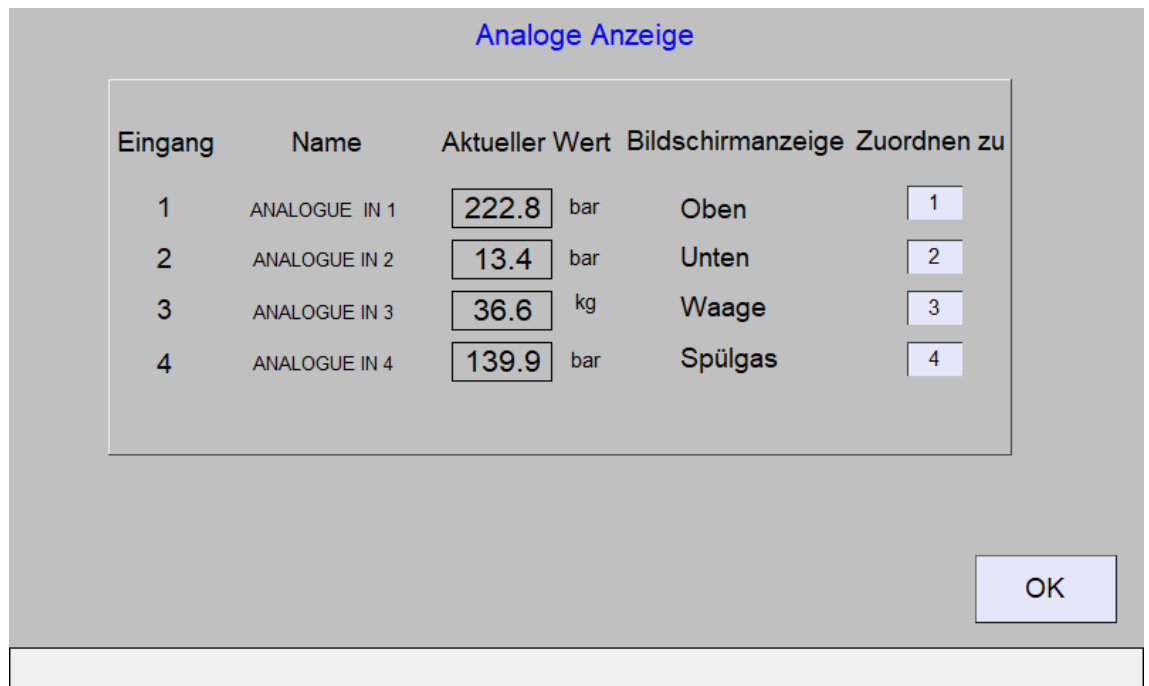 Analoge Anzeige
Eingang Name Aktueller Wert Bildschirmanzeige Zuordnen zu
1 ANALOGUE IN 1 222.8 bar Oben 1
2 ANALOGUE IN 2 13.4 bar Unten 2
3 ANALOGUE IN 3 36.6 kg Waage 3
4 ANALOGUE IN 4 139.9 bar Spülgas 4
OK